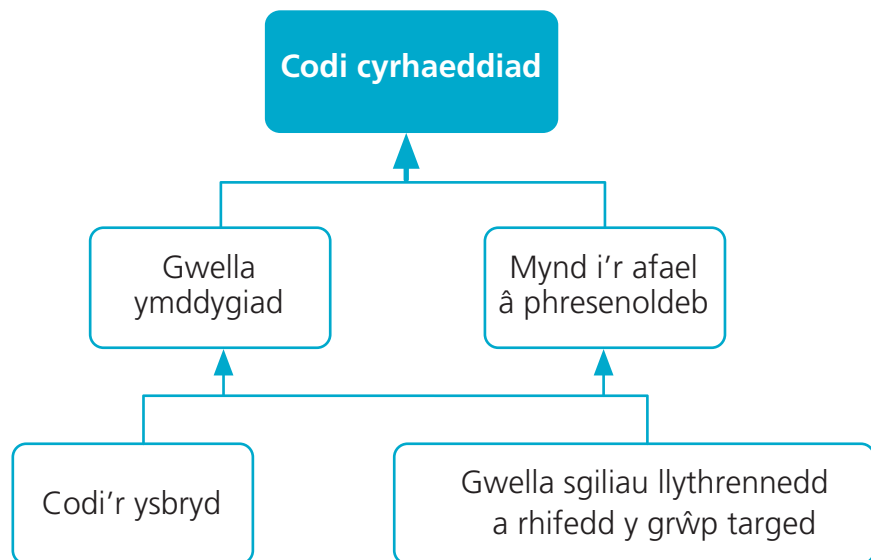 Codi cyrhaeddiad
Gwella
ymddygiad
Mynd i'r afael
â phresenoldeb
Codi'r ysbryd
Gwella sgiliau llythrennedd
a rhifedd y grŵp targed